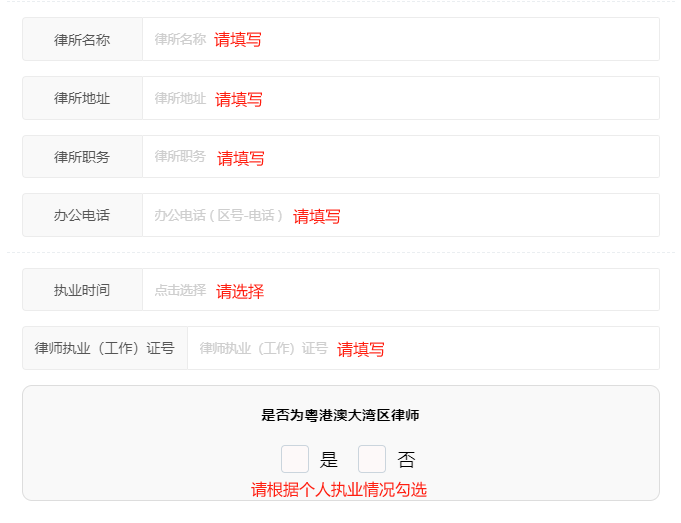 律所名称 律所名称 请填写
律所地址 律所地址 请填写
律所职务 律所职务 请填写
办公电话 办公电话 ( 区号-电话 ) 请填写
执业时间 点击选择 请选择
律师执业（工作）证号 律师执业（工作）证号 请填写
是否为粤港澳大湾区律师
是 否
请根据个人执业情况勾选